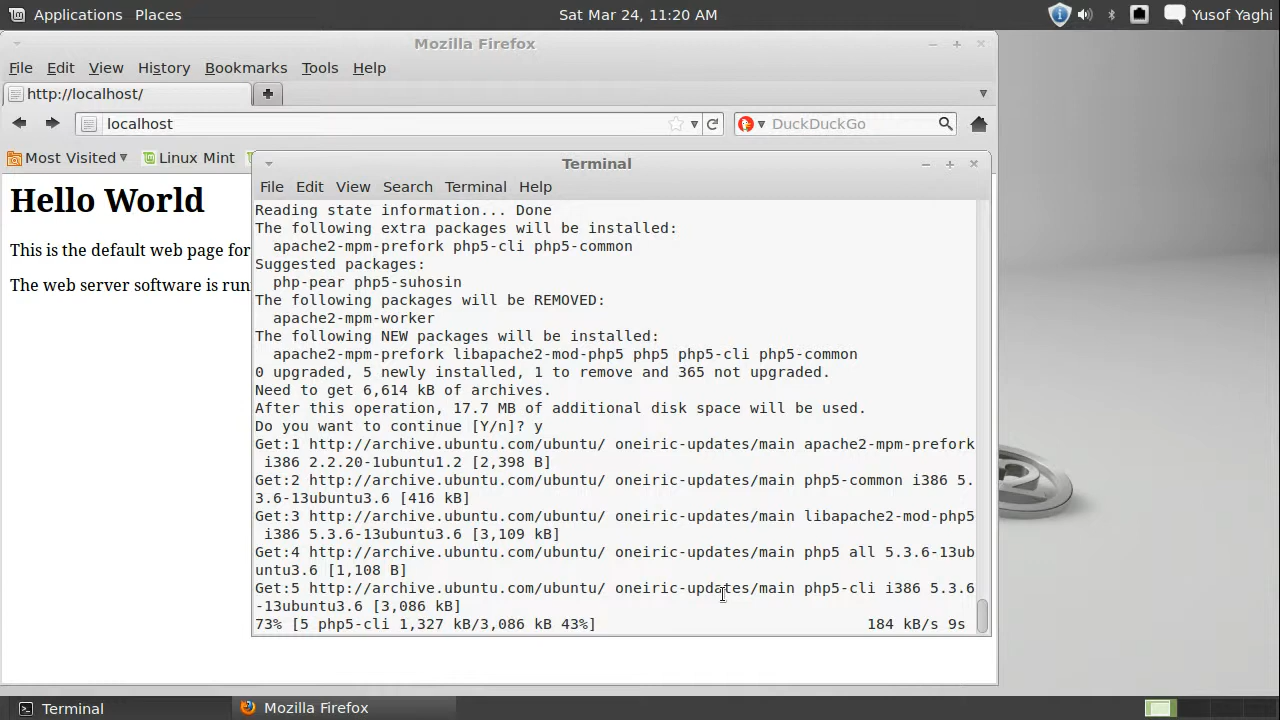 Applications Places Sat Mar 24, 11:20 AM Yusof Yaghi
Mozilla Firefox
File Edit View History Bookmarks Tools Help
http://localhost/
localhost DuckDuckGo
Most Visited Linux Mint
Hello World
This is the default web page for
The web server software is run
Terminal
File Edit View Search Terminal Help
Reading state information... Done
The following extra packages will be installed:
apache2-mpm-prefork php5-cli php5-common
Suggested packages:
php-pear php5-suhosin
The following packages will be REMOVED:
apache2-mpm-worker
The following NEW packages will be installed:
apache2-mpm-prefork libapache2-mod-php5 php5 php5-cli php5-common
0 upgraded, 5 newly installed, 1 to remove and 365 not upgraded.
Need to get 6,614 kB of archives.
After this operation, 17.7 MB of additional disk space will be used.
Do you want to continue [Y/n]? y
Get:1 http://archive.ubuntu.com/ubuntu/ oneiric-updates/main apache2-mpm-prefork
i386 2.2.20-1ubuntu1.2 [2,398 B]
Get:2 http://archive.ubuntu.com/ubuntu/ oneiric-updates/main php5-common i386 5.
3.6-13ubuntu3.6 [416 kB]
Get:3 http://archive.ubuntu.com/ubuntu/ oneiric-updates/main libapache2-mod-php5
i386 5.3.6-13ubuntu3.6 [3,109 kB]
Get:4 http://archive.ubuntu.com/ubuntu/ oneiric-updates/main php5 all 5.3.6-13ub
untu3.6 [1,108 B]
Get:5 http://archive.ubuntu.com/ubuntu/ oneiric-updates/main php5-cli i386 5.3.6
-13ubuntu3.6 [3,086 kB]
73% [5 php5-cli 1,327 kB/3,086 kB 43%] 184 kB/s 9s
Terminal Mozilla Firefox